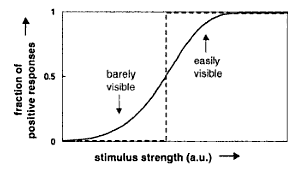 1
0.5
0
fraction of
positive responses
barely
visible
easily
visible
stimulus strength (a.u.)